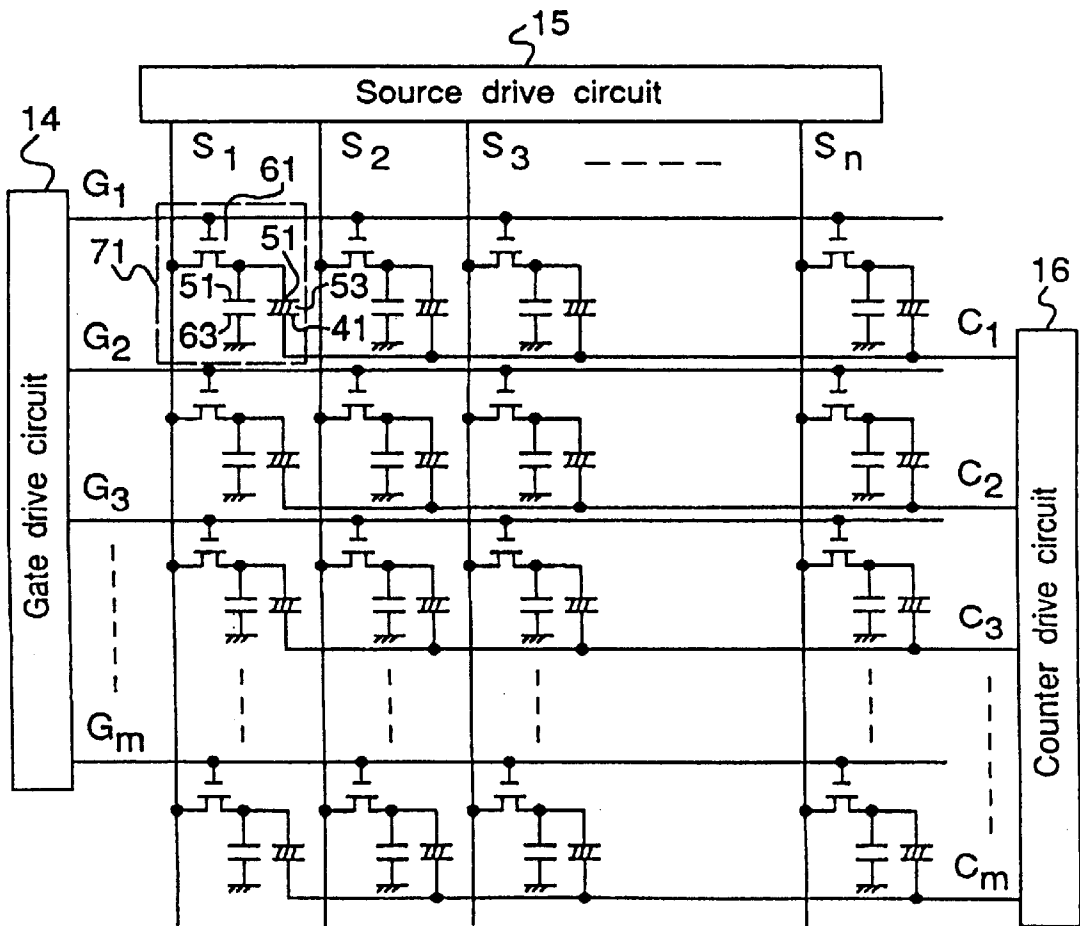 15
Source drive circuit
14
S1 S2 S3 Sn
G1
61
71
51
51
53
63
41
16
G2
C1
Gate drive circuit
G3
C2
C3
Counter drive circuit
Gm
Cm